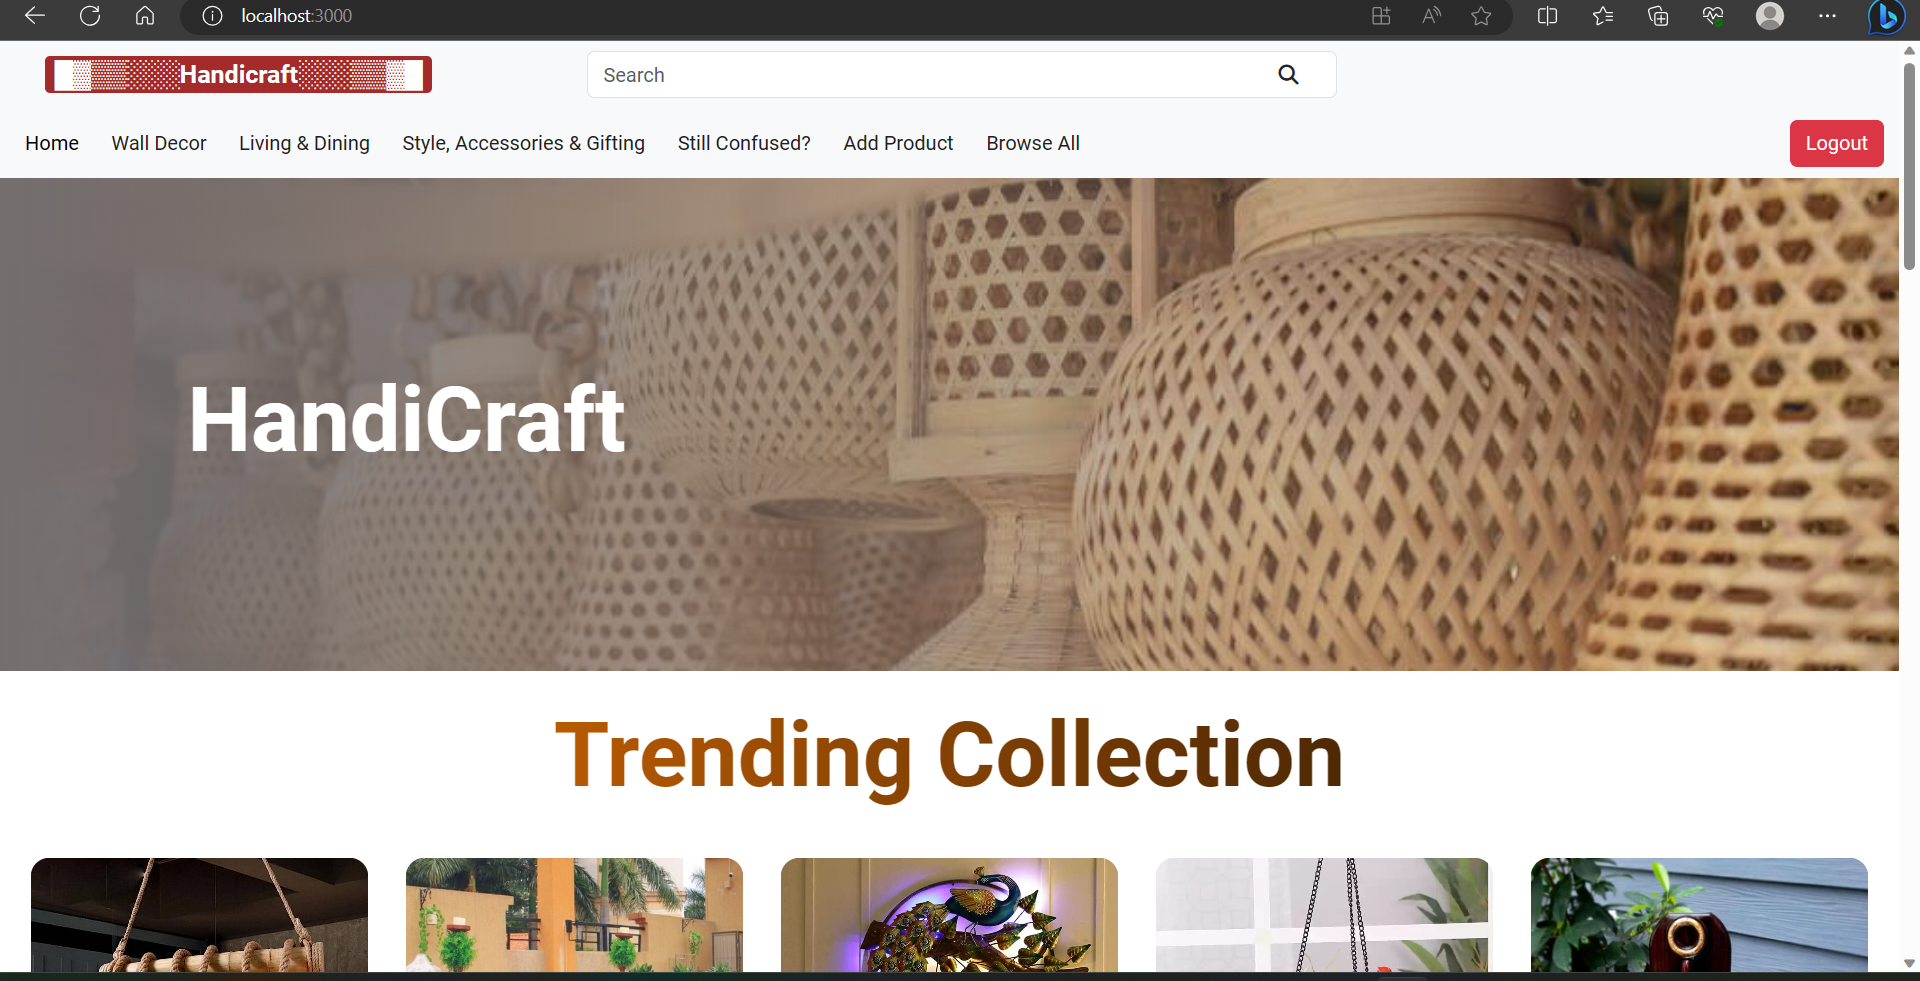 localhost:3000
█▓▒▒░░░Handicraft░░░▒▒▓█
Search
Home Wall Decor Living & Dining Style, Accessories & Gifting Still Confused? Add Product Browse All Logout
HandiCraft
Trending Collection